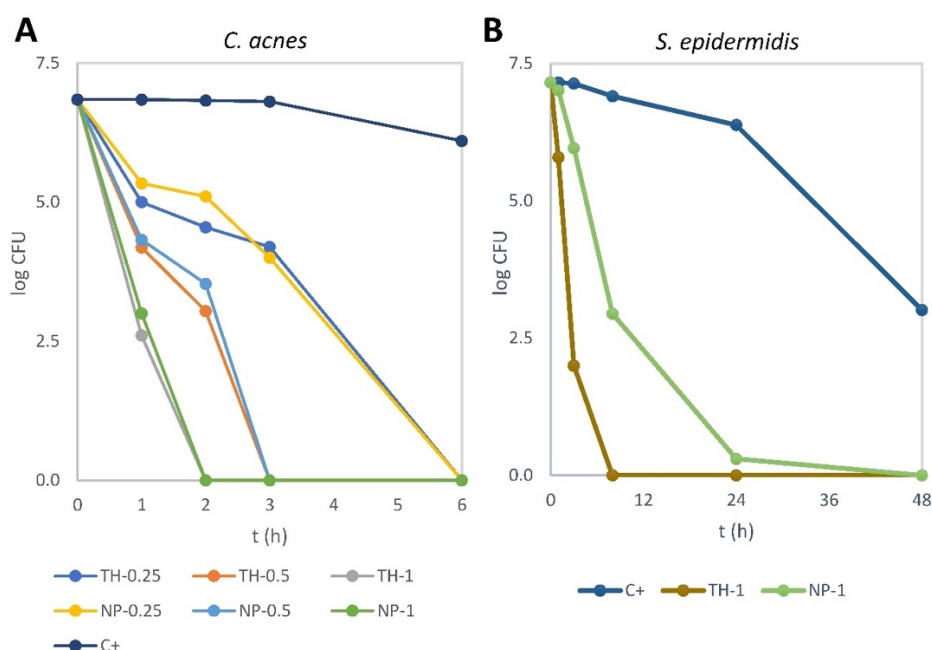 A
C. acnes
7.5
5.0
2.5
0.0
log CFU
0 1 2 3 4 5 6
t (h)
TH-0.25 TH-0.5 TH-1
NP-0.25 NP-0.5 NP-1
C+
B
S. epidermidis
7.5
5.0
2.5
0.0
log CFU
0 12 24 36 48
t (h)
C+ TH-1 NP-1